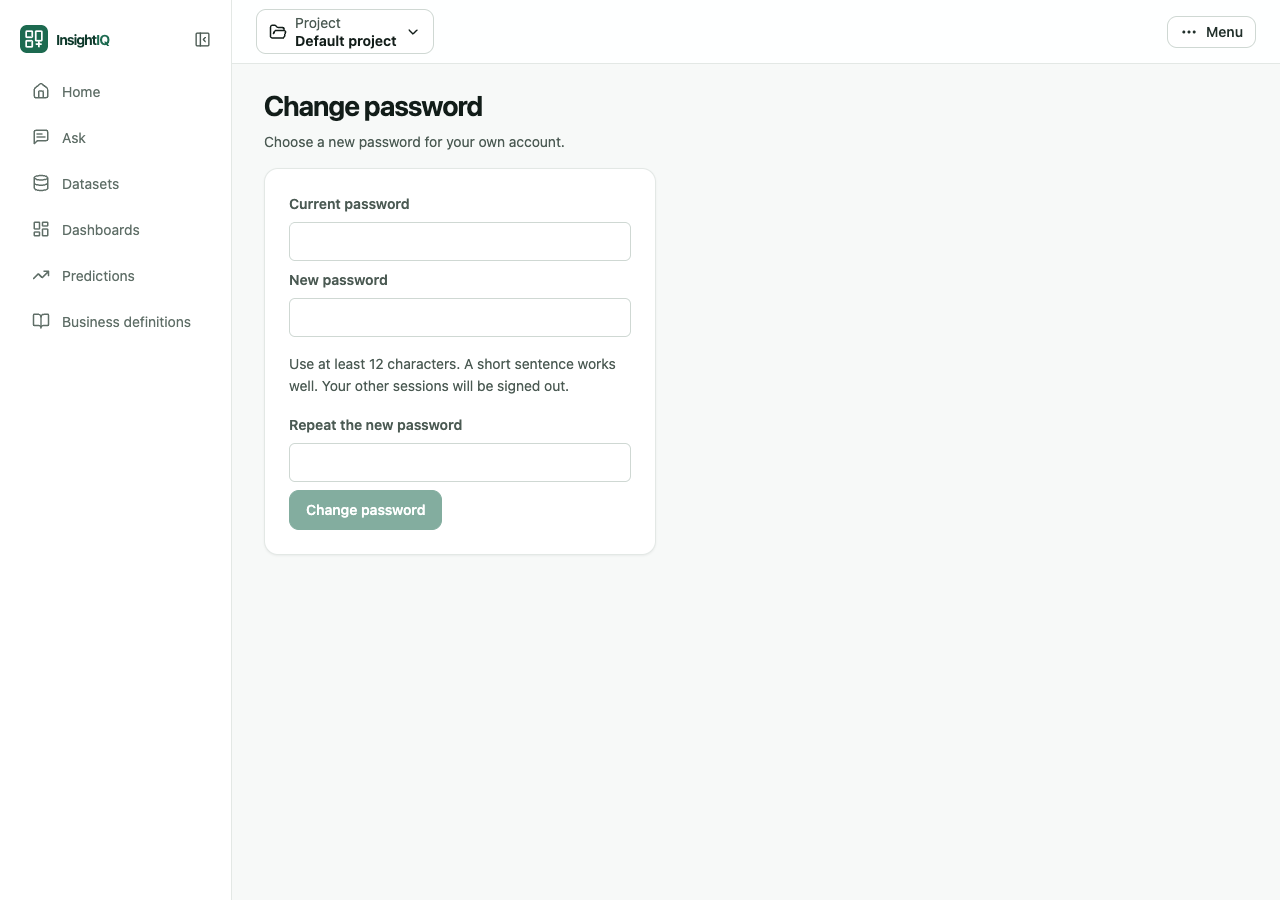 InsightIQ
Home
Ask
Datasets
Dashboards
Predictions
Business definitions
Project
Default project
Menu
Change password
Choose a new password for your own account.
Current password
New password
Use at least 12 characters. A short sentence works
well. Your other sessions will be signed out.
Repeat the new password
Change password